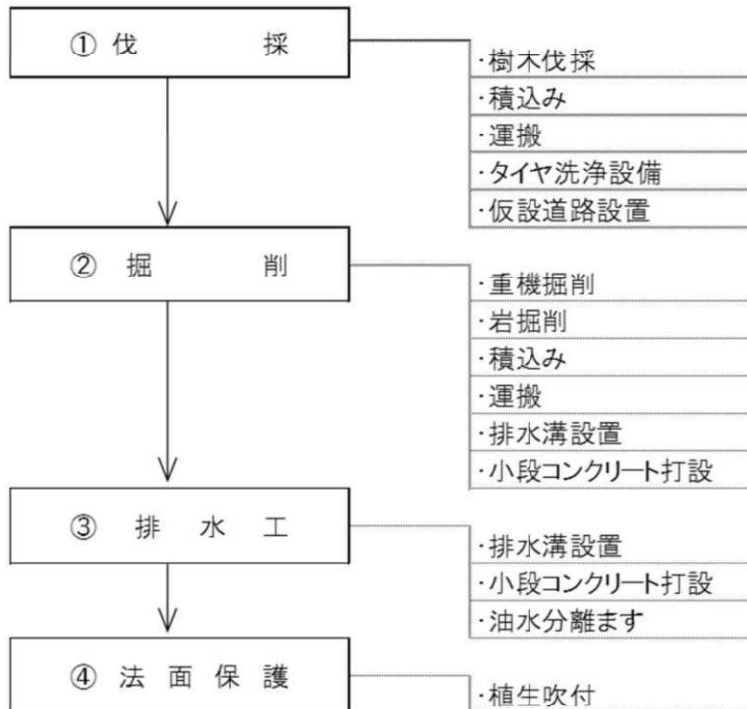 ① 伐 採
・樹木伐採
・積込み
・運搬
・タイヤ洗浄設備
・仮設道路設置
② 掘 削
・重機掘削
・岩掘削
・積込み
・運搬
・排水溝設置
・小段コンクリート打設
③ 排 水 工
・排水溝設置
・小段コンクリート打設
・油水分離ます
④ 法 面 保 護
・植生吹付